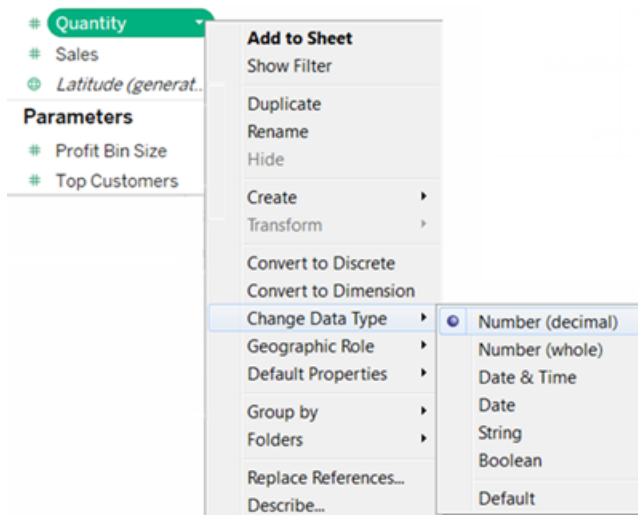 # Quantity
# Sales
Latitude (generat..
Parameters
# Profit Bin Size
# Top Customers
Add to Sheet
Show Filter
Duplicate
Rename
Hide
Create
Transform
Convert to Discrete
Convert to Dimension
Change Data Type
Geographic Role
Default Properties
Group by
Folders
Replace References...
Describe...
Number (decimal)
Number (whole)
Date & Time
Date
String
Boolean
Default